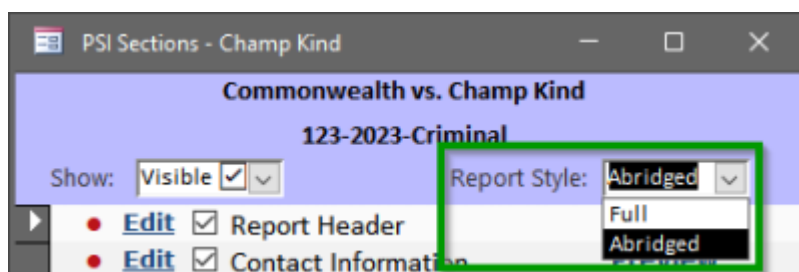 PSI Sections - Champ Kind
Commonwealth vs. Champ Kind
123-2023-Criminal
Show: Visible Report Style: Abridged
Full
Abridged
Edit Report Header
Edit Contact Information